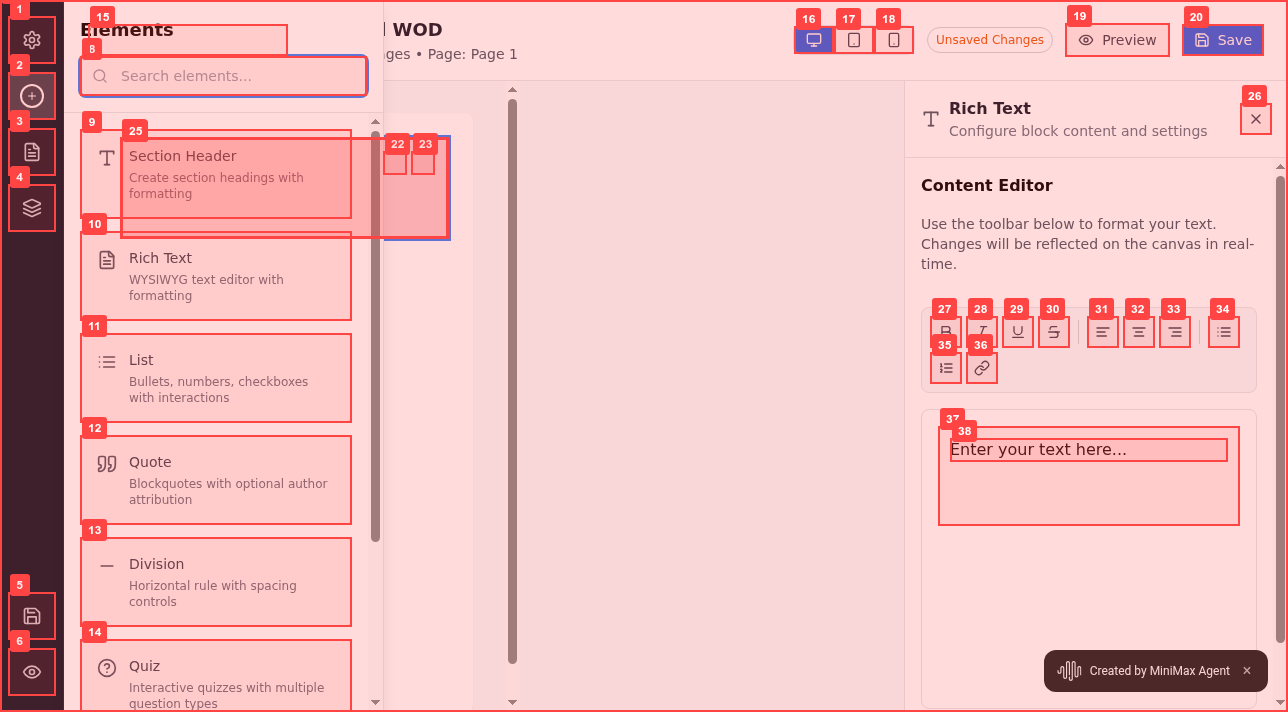 1
15
Elements
l WOD
ges • Page: Page 1
16
17
18
Unsaved Changes
19
Preview
20
Save
8
Search elements...
2
3
4
5
6
9
25
Section Header
Create section headings with
formatting
22
23
10
Rich Text
WYSIWYG text editor with
formatting
11
List
Bullets, numbers, checkboxes
with interactions
12
Quote
Blockquotes with optional author
attribution
13
Division
Horizontal rule with spacing
controls
14
Quiz
Interactive quizzes with multiple
question types
Rich Text
Configure block content and settings
26
Content Editor
Use the toolbar below to format your text.
Changes will be reflected on the canvas in real-
time.
27
28
29
30
31
32
33
34
35
36
37
38
Enter your text here...
Created by MiniMax Agent